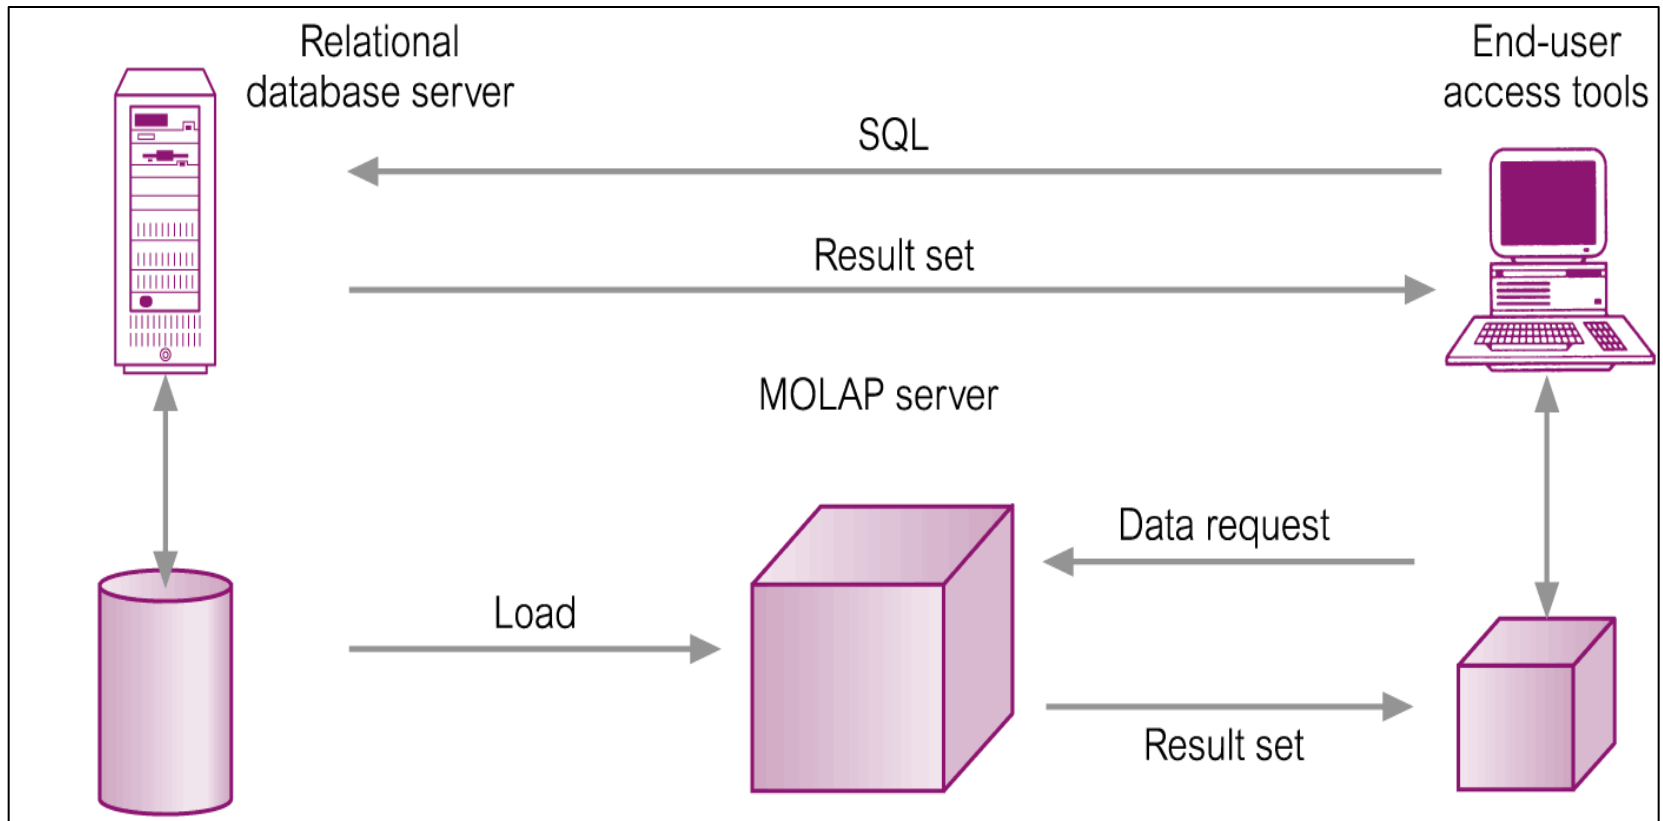 Relational
database server
End-user
access tools
SQL
Result set
MOLAP server
Data request
Load
Result set